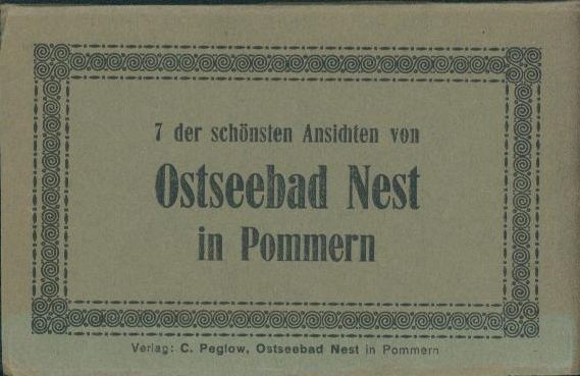 7 der schönsten Ansichten von
Ostseebad Nest
in Pommern
Verlag: C. Peglow, Ostseebad Nest in Pommern